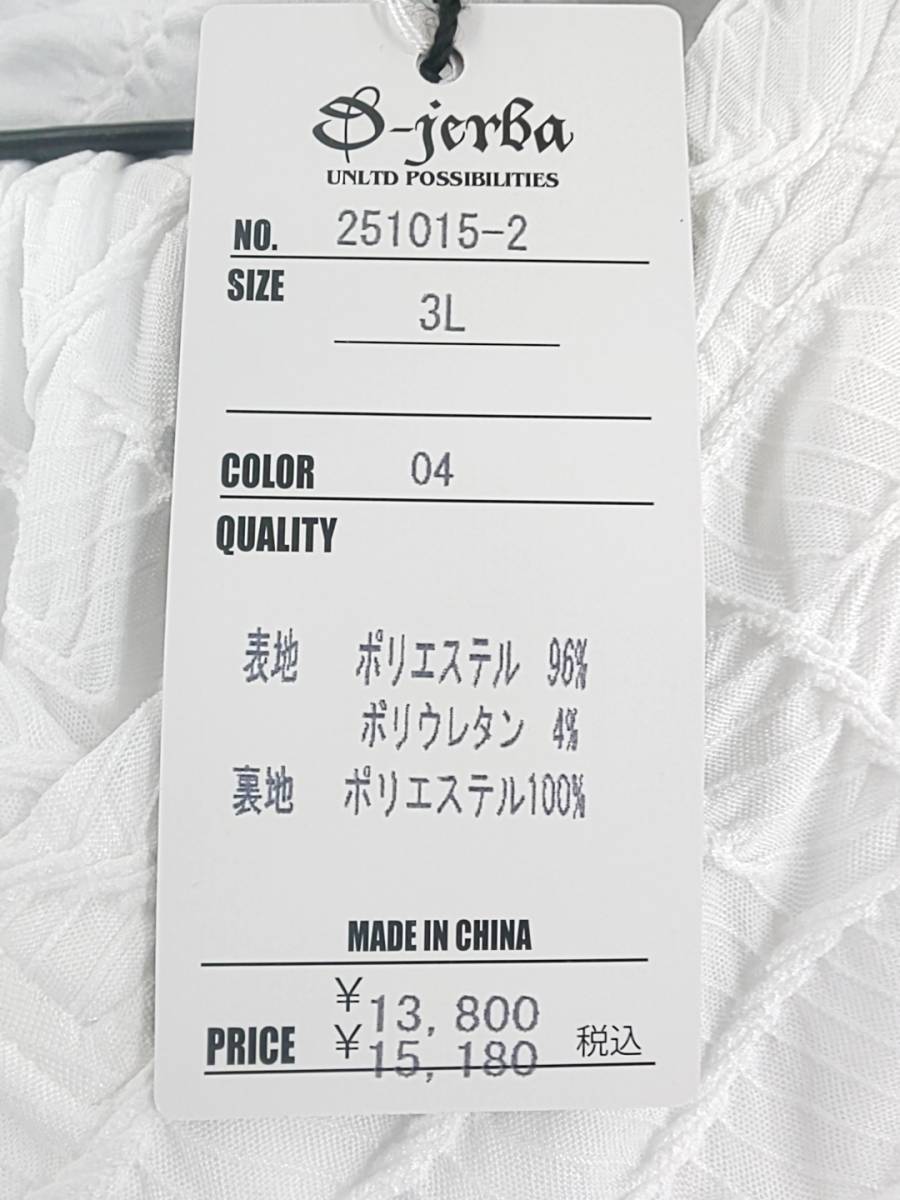 D-jerba
UNLTD POSSIBILITIES
NO. 251015-2
SIZE
3L
COLOR 04
QUALITY
表地 ポリエステル 96%
ポリウレタン 4%
裏地 ポリエステル100%
MADE IN CHINA
¥13,800
PRICE ¥15,180 税込